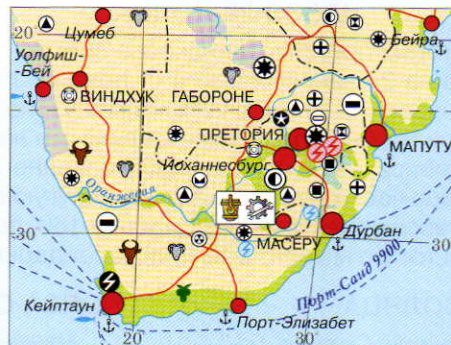 20
Цумеб
Бейра
Уолфиш-
Бей
ВИНДХУК
ГАБОРОНЕ
ПРЕТОРИЯ
МАПУТУ
Йоханнесбург
Оранжевая
30
МАСЕРУ
Дурбан
30
Порт-Саид 9900
Кейптаун
20
Порт-Элизабет
30